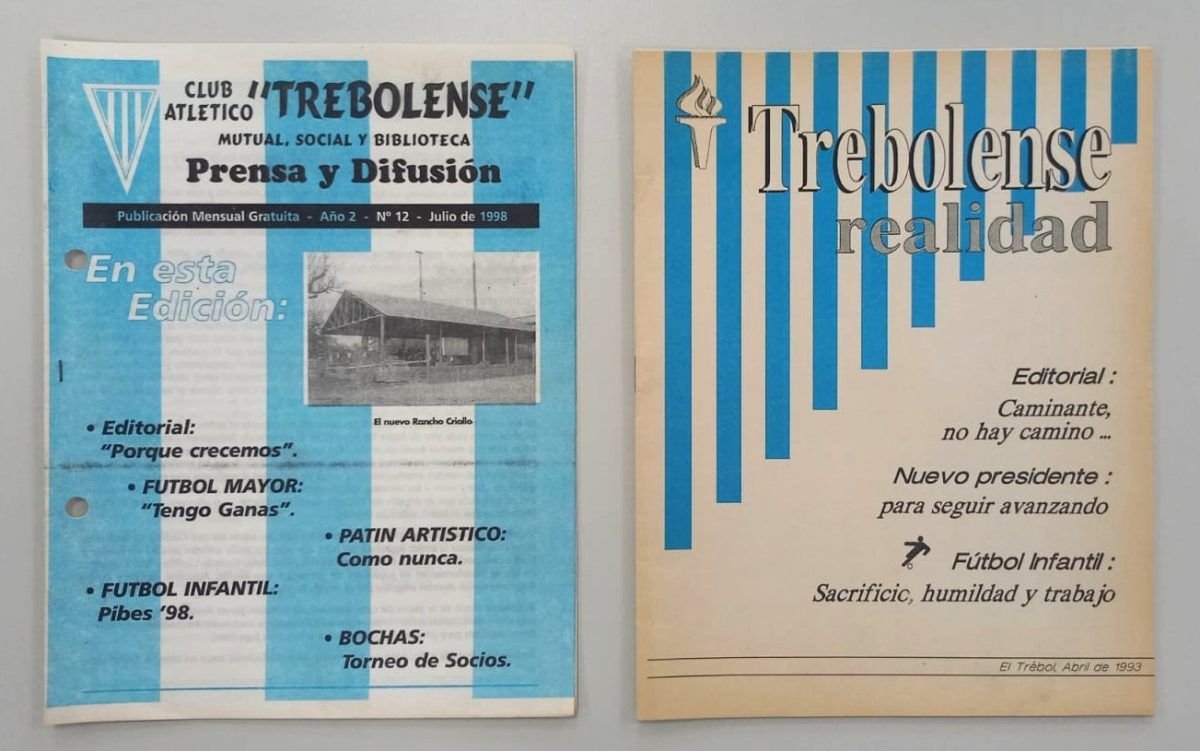 CLUB
ATLETICO "TREBOLENSE"
MUTUAL, SOCIAL Y BIBLIOTECA
Prensa y Difusión
Publicación Mensual Gratuita - Año 2 - Nº 12 - Julio de 1998
En esta
Edición:
El nuevo Rancho Criollo
• Editorial:
"Porque crecemos".
• FUTBOL MAYOR:
"Tengo Ganas".
• PATIN ARTISTICO:
Como nunca.
• FUTBOL INFANTIL:
Pibes '98.
• BOCHAS:
Torneo de Socios.
Trebolense
realidad
Editorial :
Caminante,
no hay camino ...
Nuevo presidente :
para seguir avanzando
Fútbol Infantil :
Sacrificic, humildad y trabajo
El Trébol, Abril de 1993